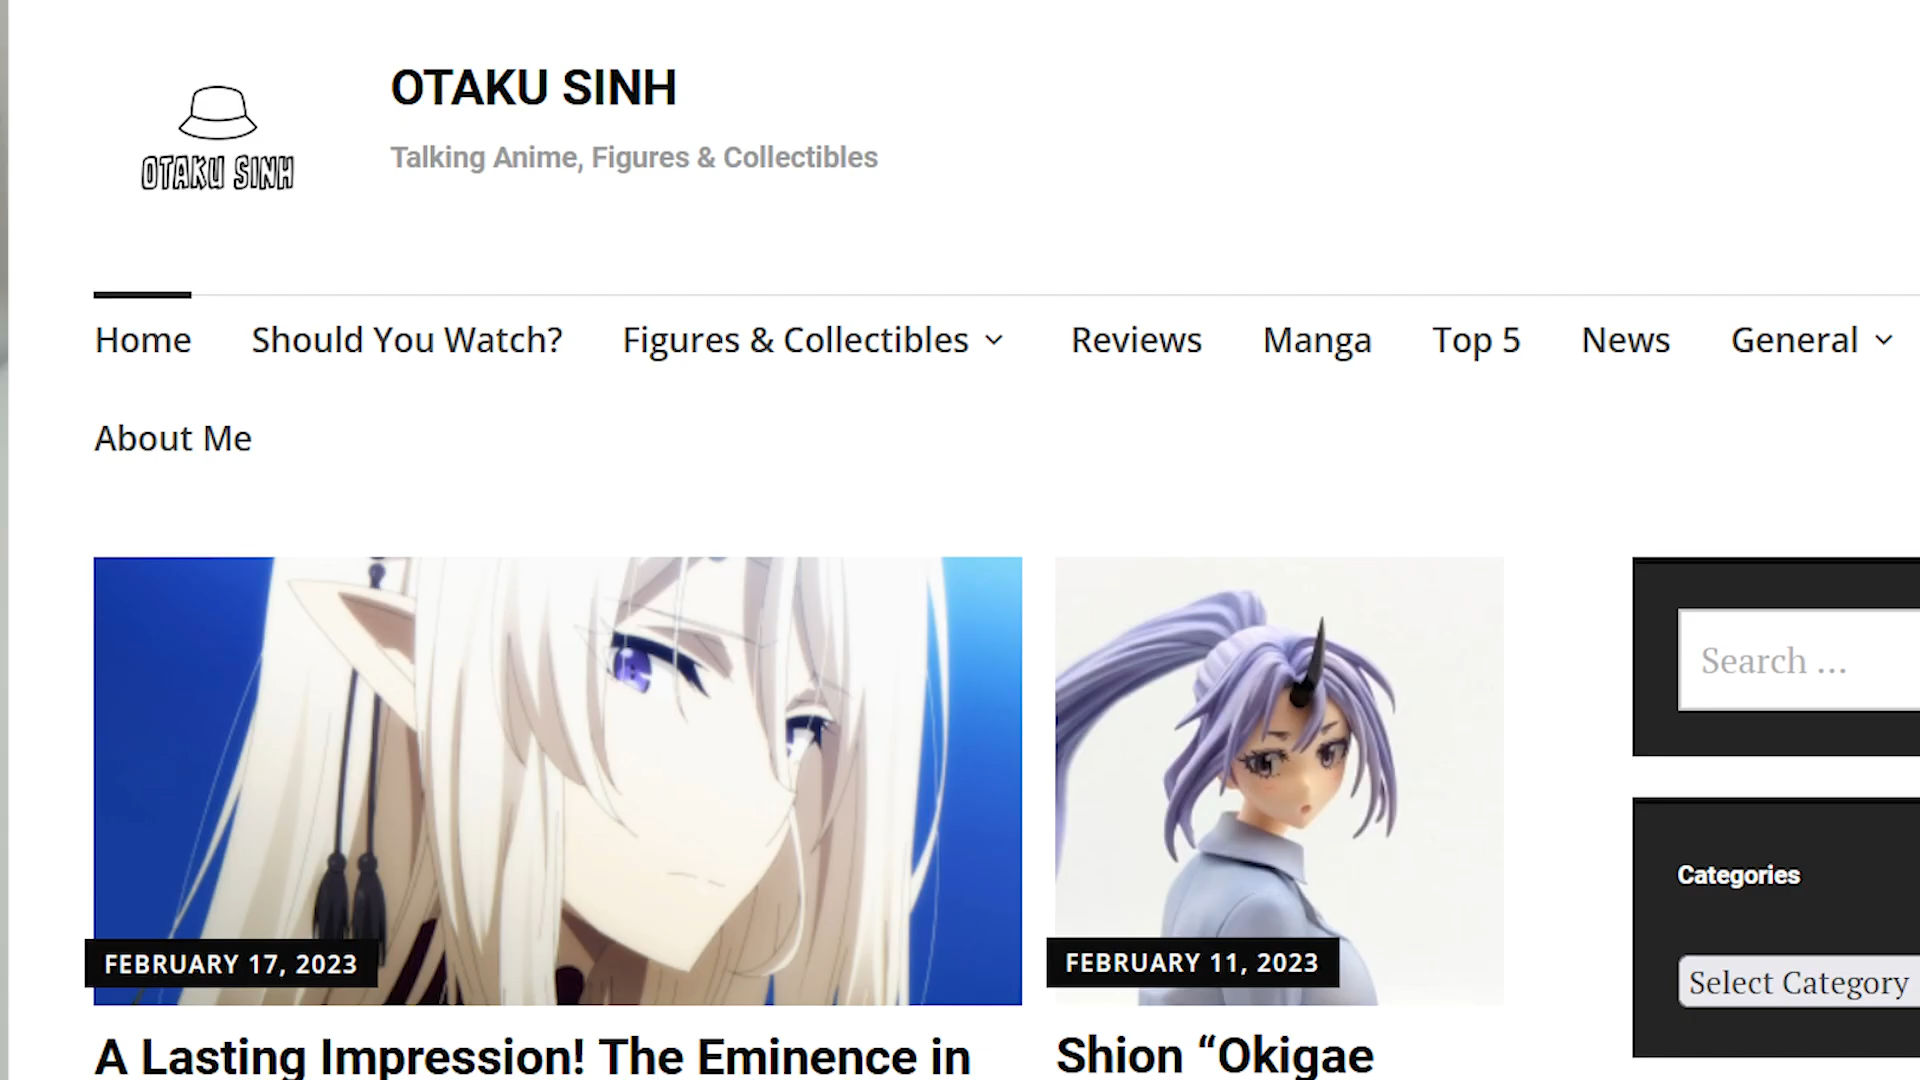 OTAKU SINH
OTAKU SINH
Talking Anime, Figures & Collectibles
Home Should You Watch? Figures & Collectibles Reviews Manga Top 5 News General
About Me
FEBRUARY 17, 2023
A Lasting Impression! The Eminence in
FEBRUARY 11, 2023
Shion “Okigae
Search ...
Categories
Select Category